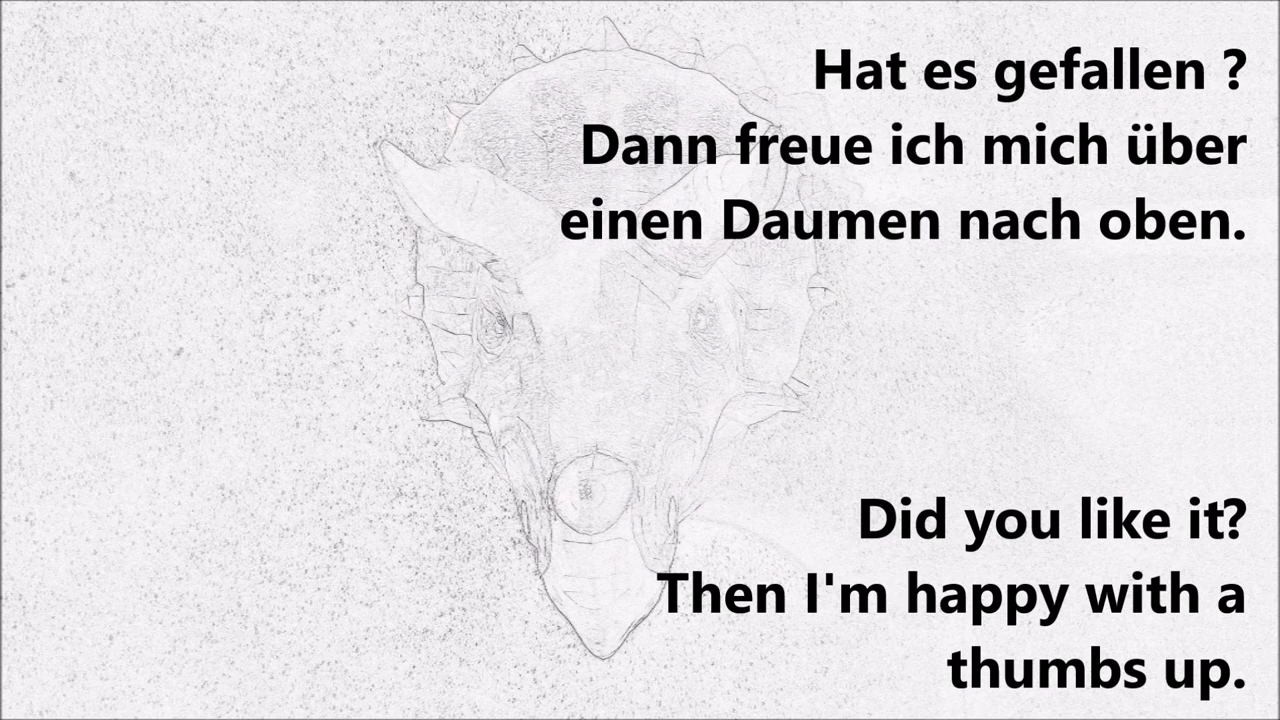 Hat es gefallen ?
Dann freue ich mich über
einen Daumen nach oben.
Did you like it?
Then I'm happy with a
thumbs up.